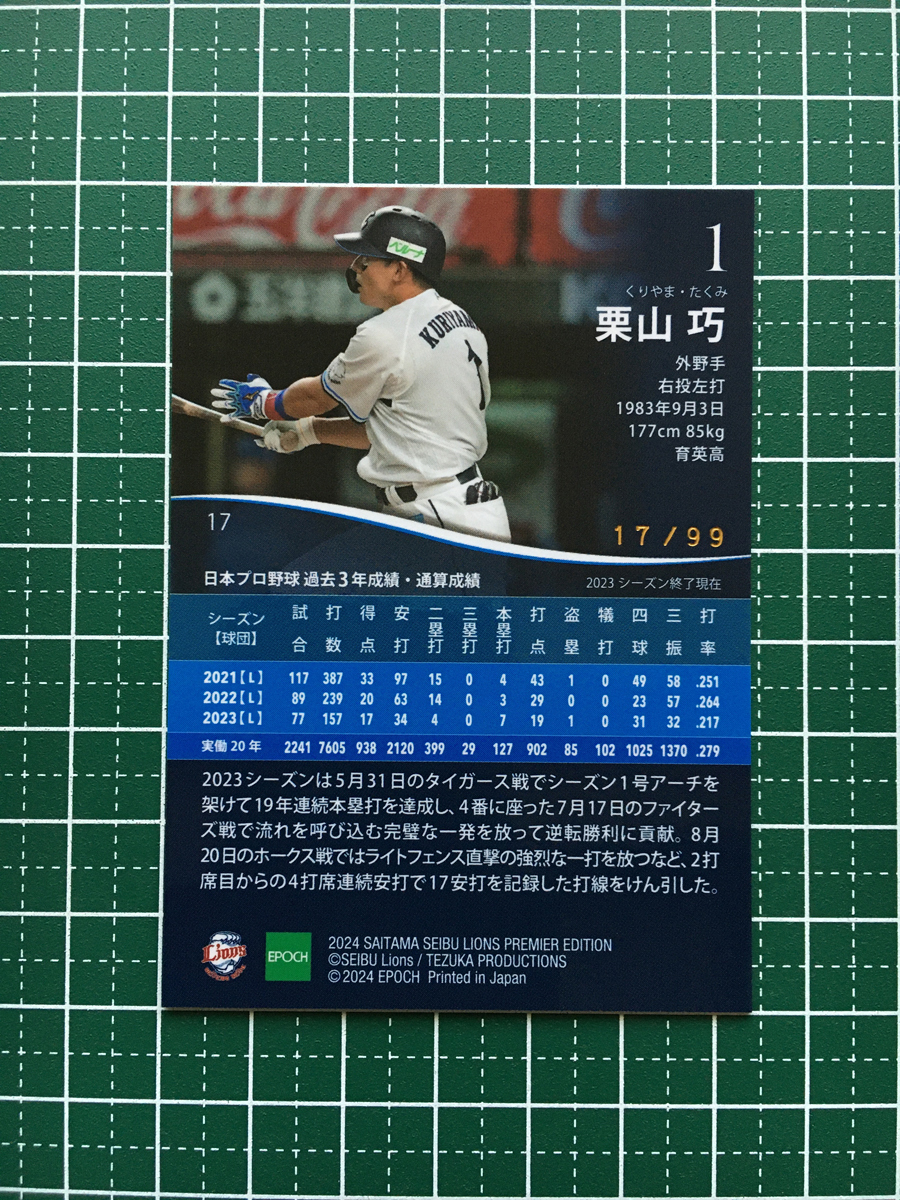 ベルーナ
KURIYAMA
1
1
くりやま・たくみ
栗山 巧
外野手
右投左打
1983年9月3日
177cm 85kg
育英高
17
17/99
日本プロ野球 過去3年成績・通算成績
2023 シーズン終了現在
シーズン【球団】 試合 打数 得点 安打 二塁打 三塁打 本塁打 打点 盗塁 犠打 四球 三振 打率
2021【L】 117 387 33 97 15 0 4 43 1 0 49 58 .251
2022【L】 89 239 20 63 14 0 3 29 0 0 23 57 .264
2023【L】 77 157 17 34 4 0 7 19 1 0 31 32 .217
実働 20 年 2241 7605 938 2120 399 29 127 902 85 102 1025 1370 .279
2023シーズンは5月31日のタイガース戦でシーズン1号アーチを
架けて19年連続本塁打を達成し、4番に座った7月17日のファイター
ズ戦で流れを呼び込む完璧な一発を放って逆転勝利に貢献。8月
20日のホークス戦ではライトフェンス直撃の強烈な一打を放つなど、2打
席目からの4打席連続安打で17安打を記録した打線をけん引した。
Lions
EPOCH
2024 SAITAMA SEIBU LIONS PREMIER EDITION
©SEIBU Lions / TEZUKA PRODUCTIONS
©2024 EPOCH Printed in Japan